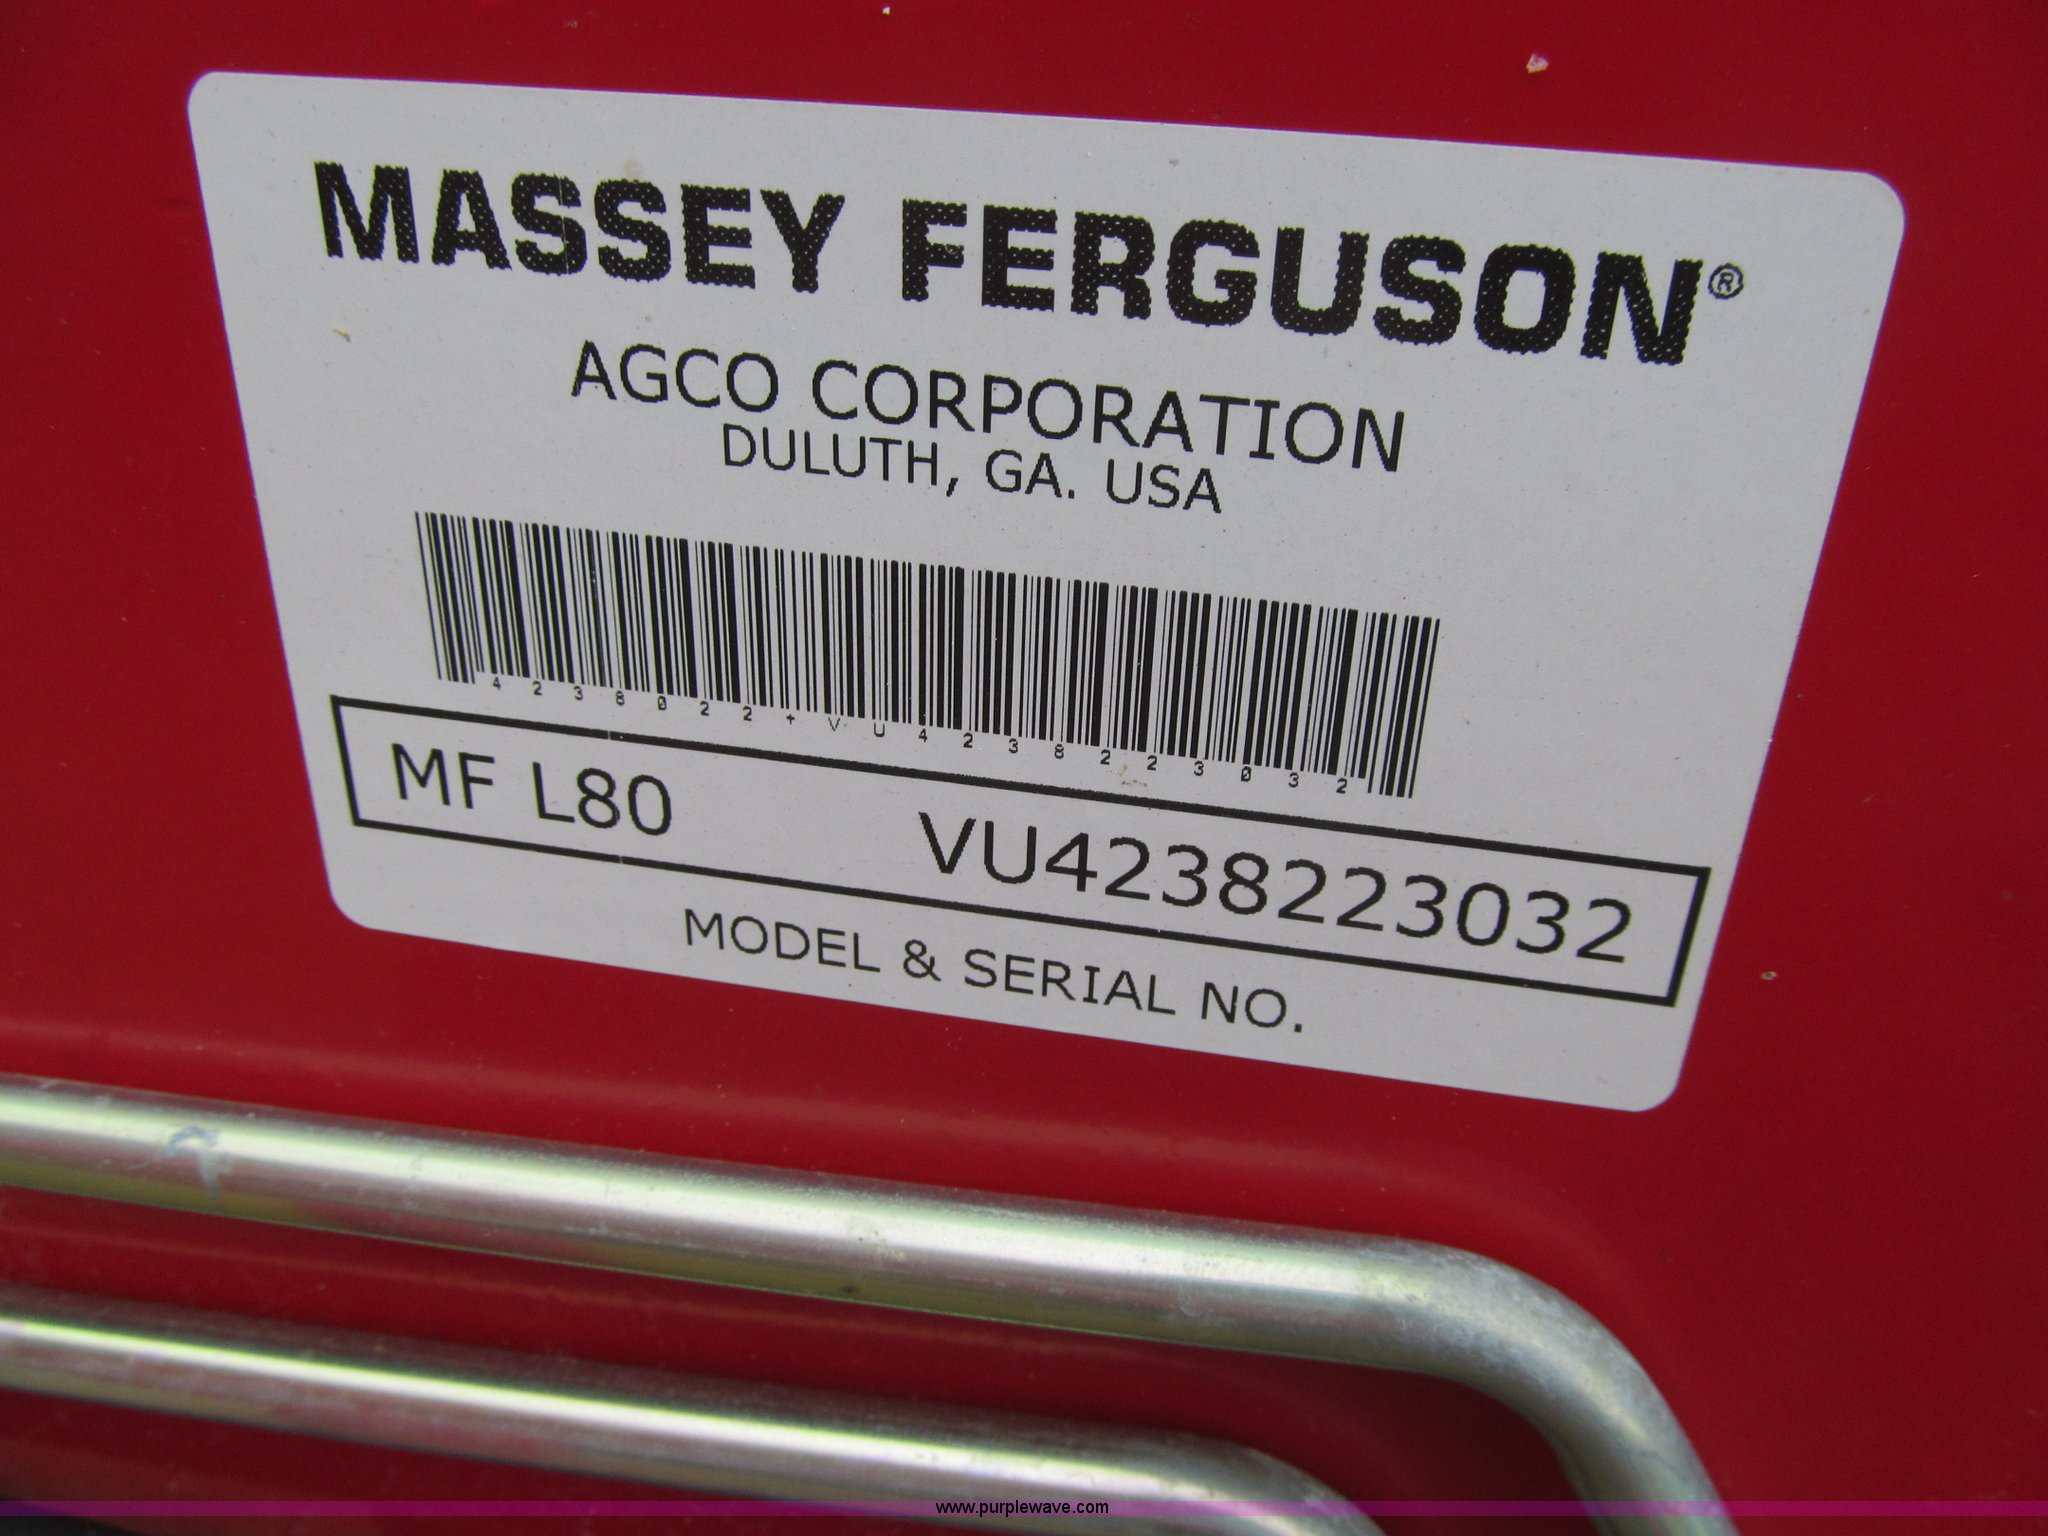 MASSEY FERGUSON®
AGCO CORPORATION
DULUTH, GA. USA
4238022+VU4238223032
MF L80 VU4238223032
MODEL & SERIAL NO.
www.purplewave.com